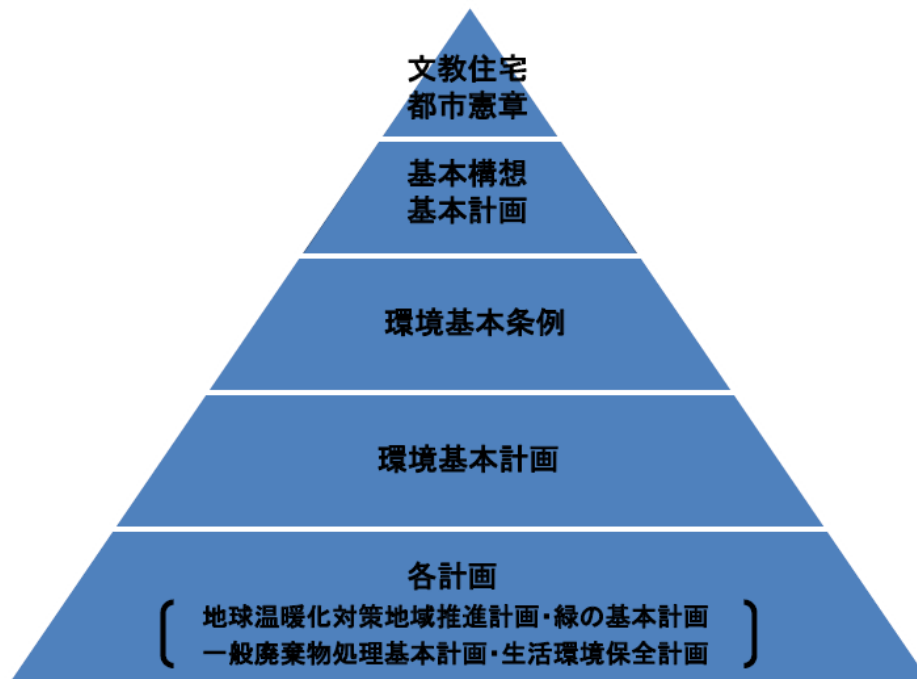 文教住宅
都市憲章
基本構想
基本計画
環境基本条例
環境基本計画
各計画
地球温暖化対策地域推進計画・緑の基本計画
一般廃棄物処理基本計画・生活環境保全計画